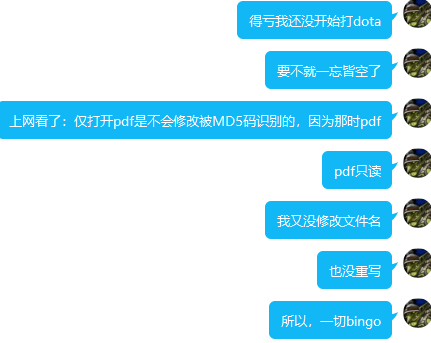 得亏我还没开始打dota
要不就一忘皆空了
上网看了：仅打开pdf是不会修改被MD5码识别的，因为那时pdf
pdf只读
我又没修改文件名
也没重写
所以，一切bingo